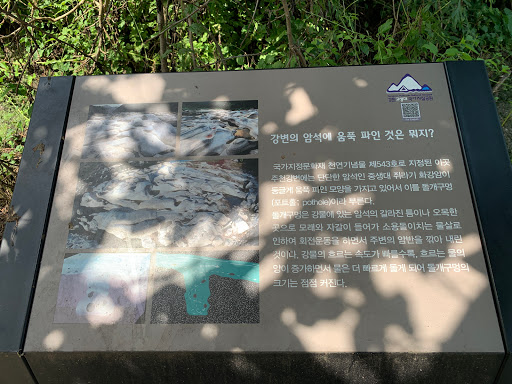 강변의 암석에 움푹 파인 것은 뭐지?
국가지정문화재 천연기념물 제543호로 지정된 이곳
주천강변에는 단단한 암석인 중생대 쥐라기 화강암이
둥글게 움푹 파인 모양을 가지고 있어서 이를 돌개구멍
(포트홀; pothole)이라 부른다.
돌개구멍은 강물에 있는 암석의 갈라진 틈이나 오목한
곳으로 모래와 자갈이 들어가 소용돌이치는 물살로
인하여 회전운동을 하면서 주변의 암반을 깎아 내린
것이다. 강물의 흐르는 속도가 빠를수록, 흐르는 물의
양이 증가하면서 물은 더 빠르게 돌게 되어 돌개구멍의
크기는 점점 커진다.